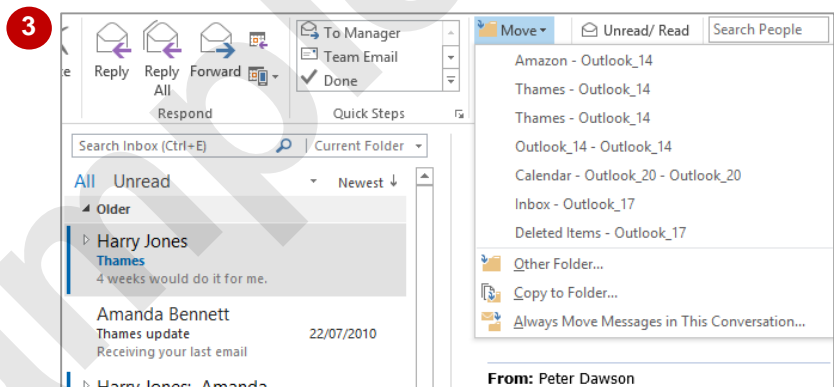 3
Reply
Reply All
Forward
Respond
To Manager
Team Email
Done
Quick Steps
Move
Unread/ Read
Search People
Search Inbox (Ctrl+E)
Current Folder
All Unread
Newest ↓
Older
Harry Jones
Thames
4 weeks would do it for me.
Amanda Bennett
Thames update 22/07/2010
Receiving your last email
Harry Jones; Amanda
Amazon - Outlook_14
Thames - Outlook_14
Thames - Outlook_14
Outlook_14 - Outlook_14
Calendar - Outlook_20 - Outlook_20
Inbox - Outlook_17
Deleted Items - Outlook_17
Other Folder...
Copy to Folder...
Always Move Messages in This Conversation...
From: Peter Dawson